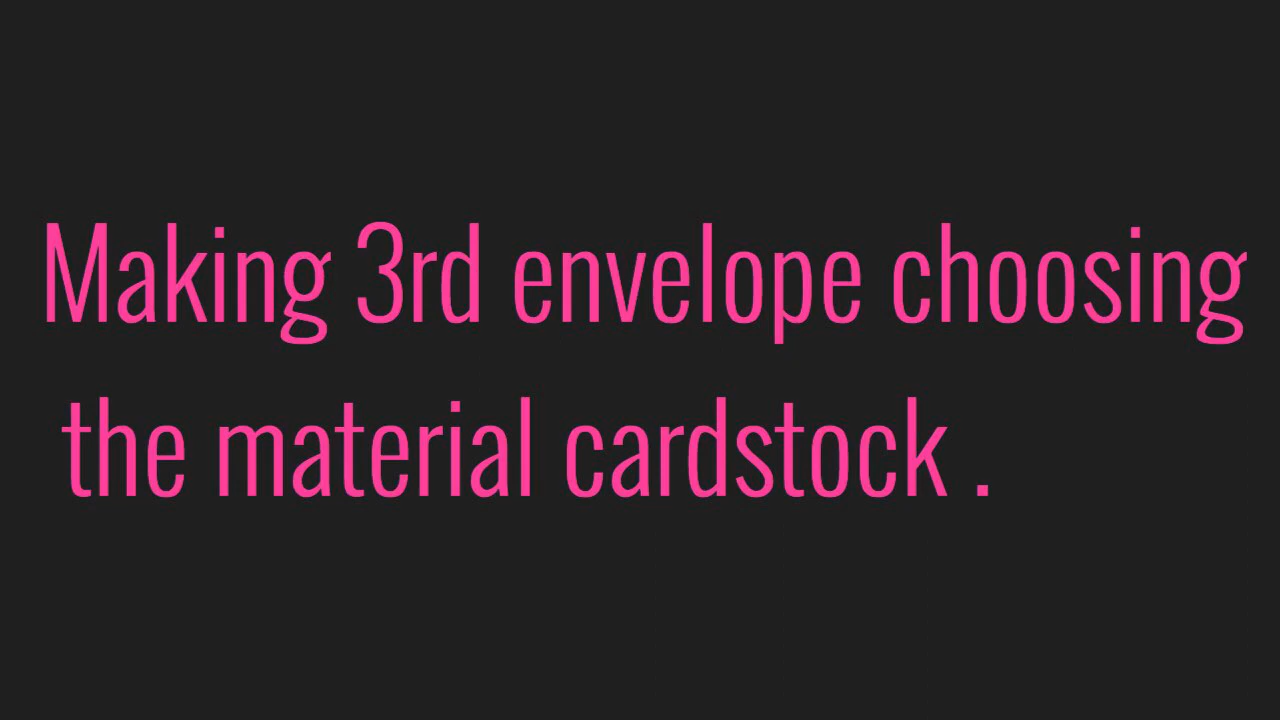 Making 3rd envelope choosing
the material cardstock .